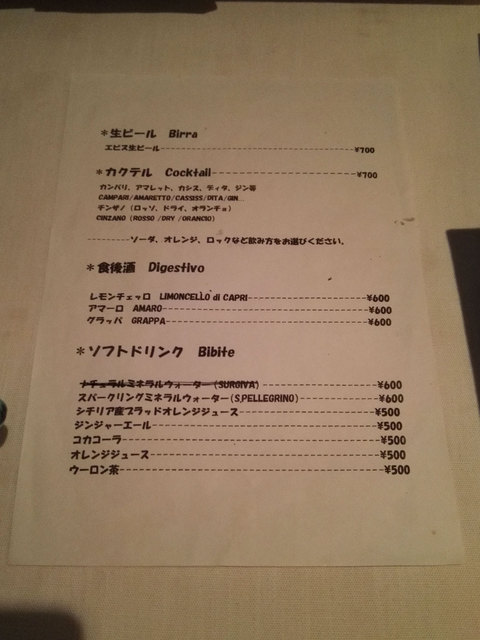 ＊生ビール Birra
エビス生ビール----------------------------------¥700
＊カクテル Cocktail-------------------------¥700
カンパリ、アマレット、カシス、ディタ、ジン等
CAMPARI/AMARETTO/CASSISS/DITA/GIN...
チンザノ（ロッソ、ドライ、オランチョ）
CINZANO (ROSSO /DRY /ORANCIO)
----------ソーダ、オレンジ、ロックなど飲み方をお選びください。
＊食後酒 Digestivo
レモンチェッロ LIMONCELLO di CAPRI--------------------¥600
アマーロ AMARO----------------------------------¥600
グラッパ GRAPPA---------------------------------¥600
＊ソフトドリンク Bibite
ナチュラルミネラルウォーター(SURGIVA) --------------------¥600
スパークリングミネラルウォーター(S.PELLEGRINO)-------------¥600
シチリア産ブラッドオレンジジュース----------------------¥500
ジンジャーエール------------------------------------¥500
コカコーラ----------------------------------------¥500
オレンジジュース------------------------------------¥500
ウーロン茶----------------------------------------¥500